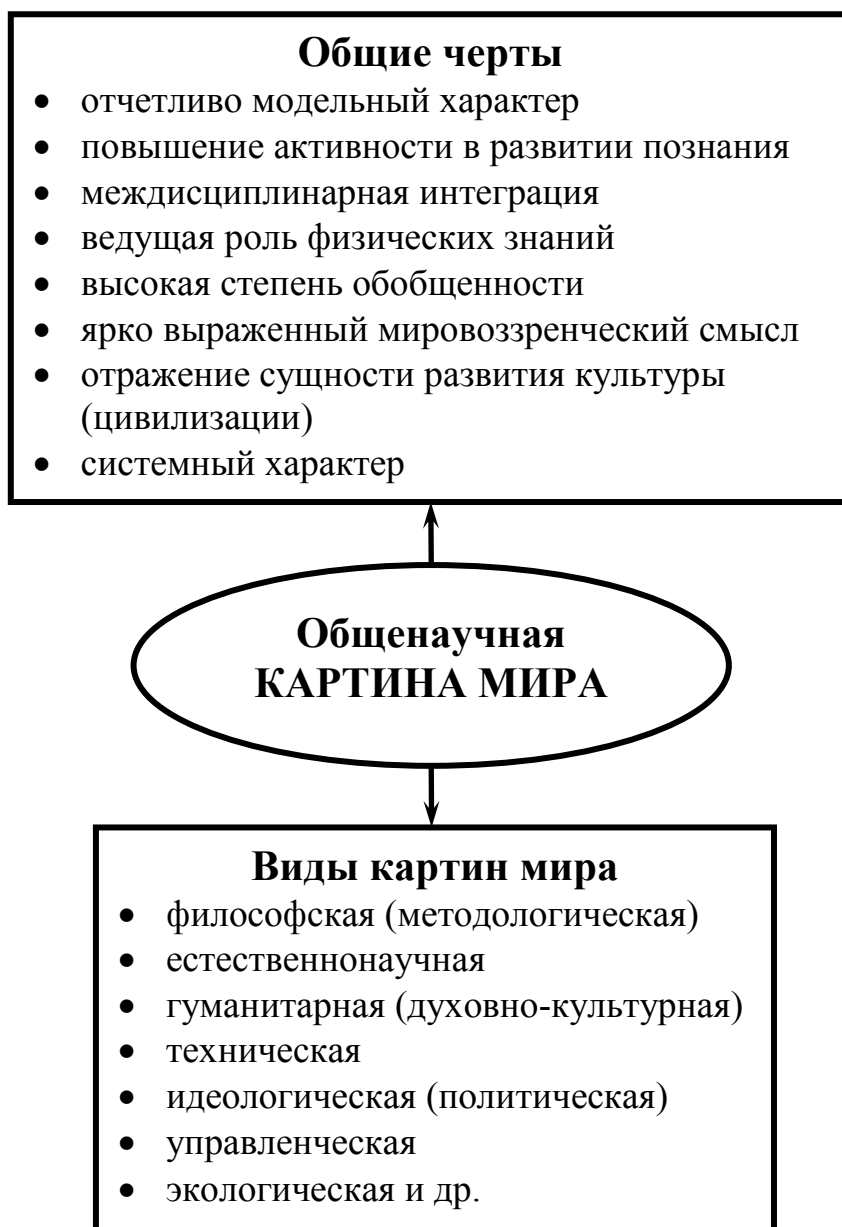 Общие черты
• отчетливо модельный характер
• повышение активности в развитии познания
• междисциплинарная интеграция
• ведущая роль физических знаний
• высокая степень обобщенности
• ярко выраженный мировоззренческий смысл
• отражение сущности развития культуры
(цивилизации)
• системный характер
Общенаучная
КАРТИНА МИРА
Виды картин мира
• философская (методологическая)
• естественнонаучная
• гуманитарная (духовно-культурная)
• техническая
• идеологическая (политическая)
• управленческая
• экологическая и др.